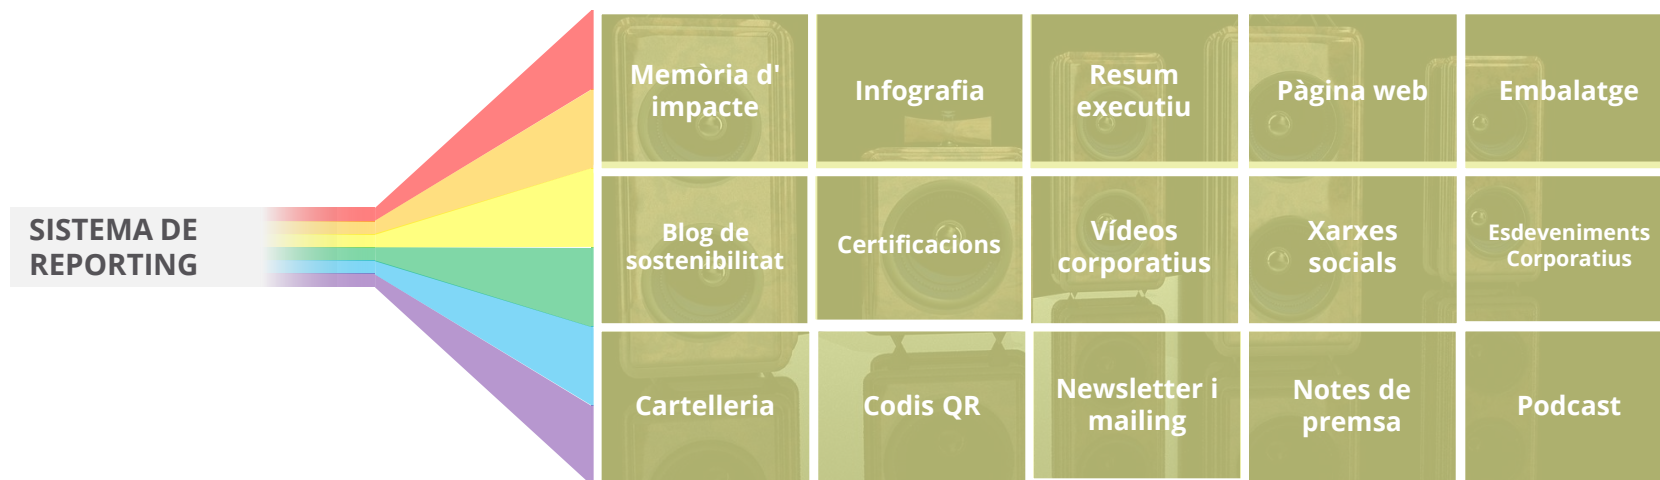 SISTEMA DE
REPORTING
Memòria d'
impacte
Infografia
Resum
executiu
Pàgina web
Embalatge
Blog de
sostenibilitat
Certificacions
Vídeos
corporatius
Xarxes
socials
Esdeveniments
Corporatius
Cartelleria
Codis QR
Newsletter i
mailing
Notes de
premsa
Podcast